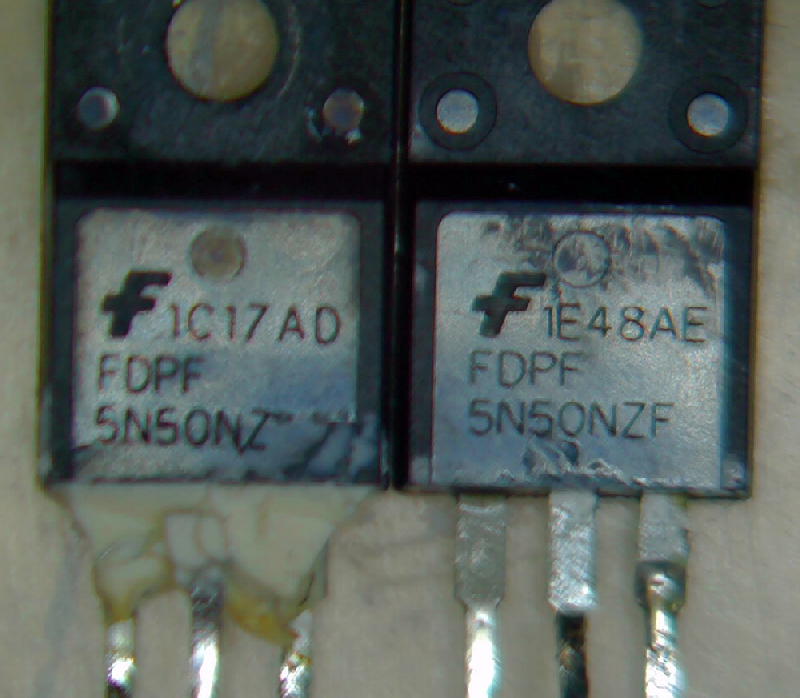 1C17AD
FDPF
5N50NZ
1E48AE
FDPF
5N50NZF